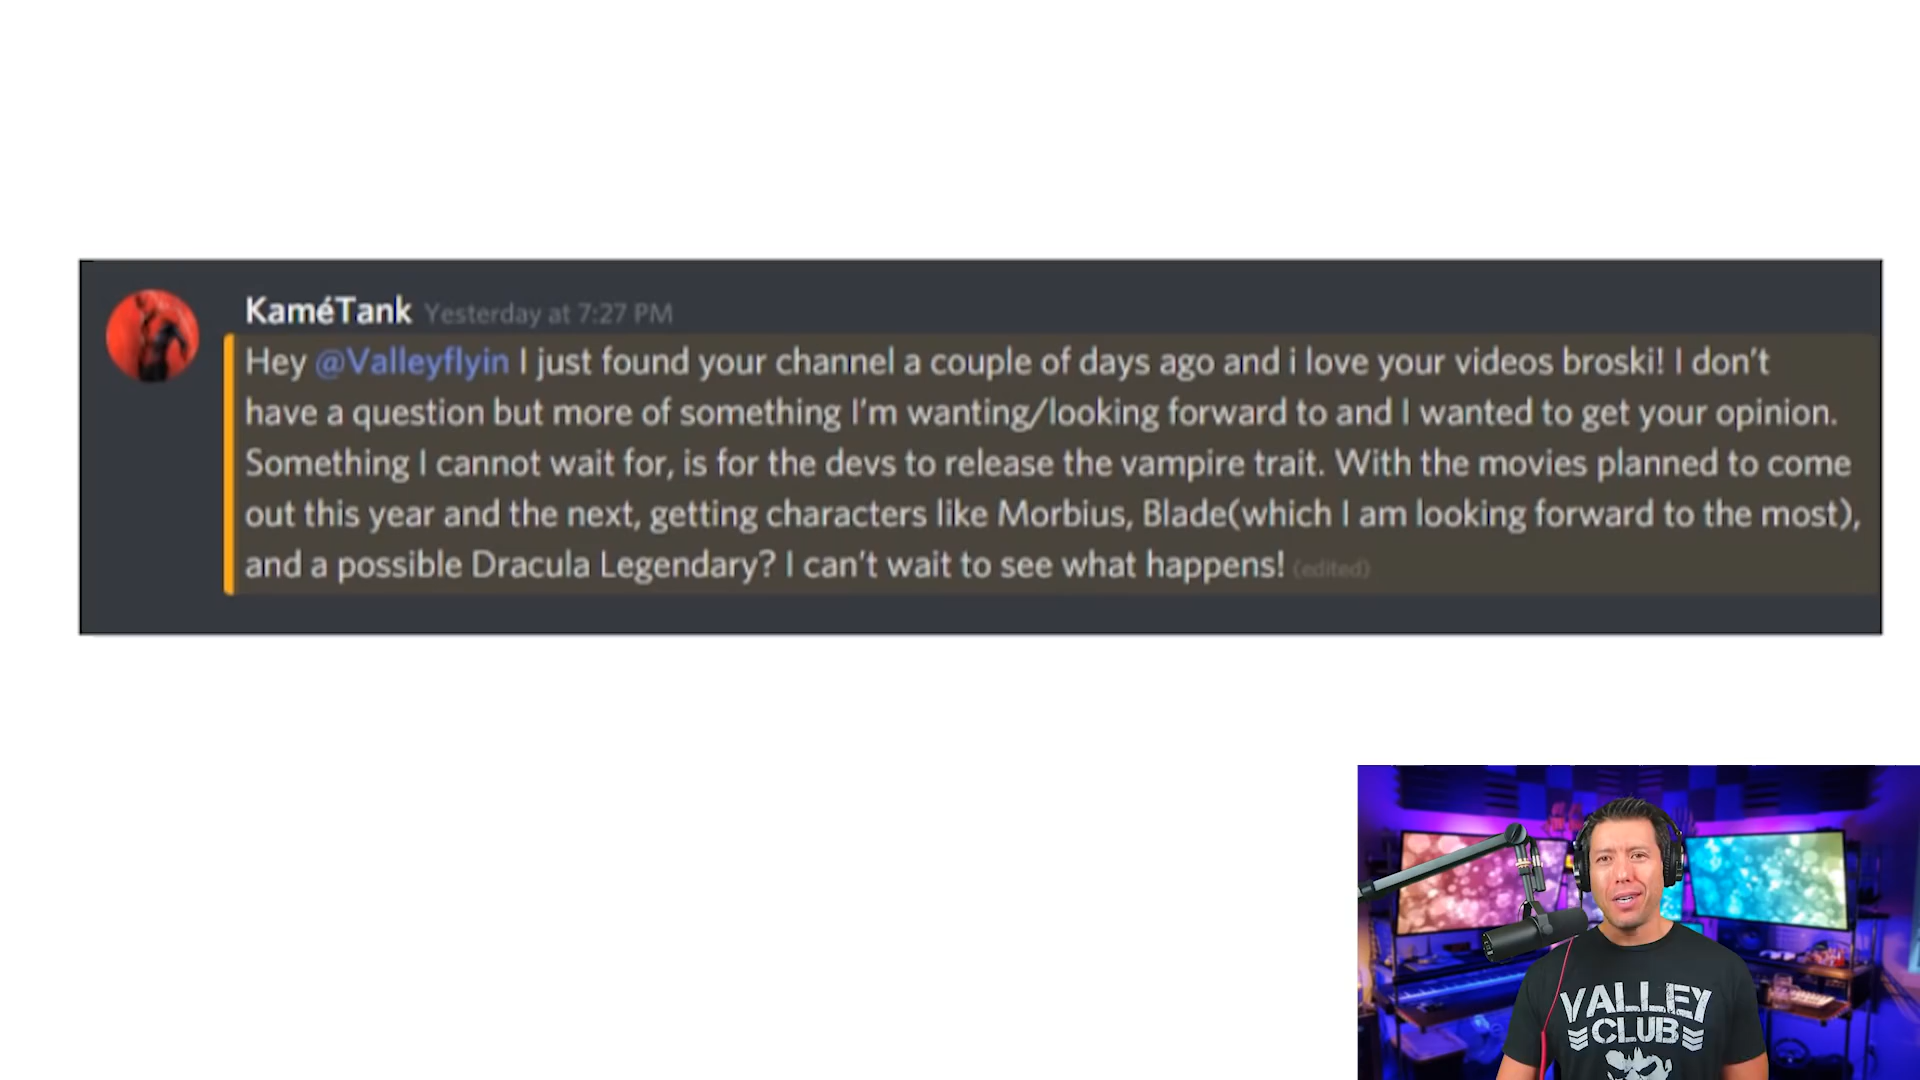 KaméTank Yesterday at 7:27 PM
Hey @Valleyflyin I just found your channel a couple of days ago and i love your videos broski! I don't
have a question but more of something I'm wanting/looking forward to and I wanted to get your opinion.
Something I cannot wait for, is for the devs to release the vampire trait. With the movies planned to come
out this year and the next, getting characters like Morbius, Blade(which I am looking forward to the most),
and a possible Dracula Legendary? I can't wait to see what happens! (edited)
VALLEY
CLUB